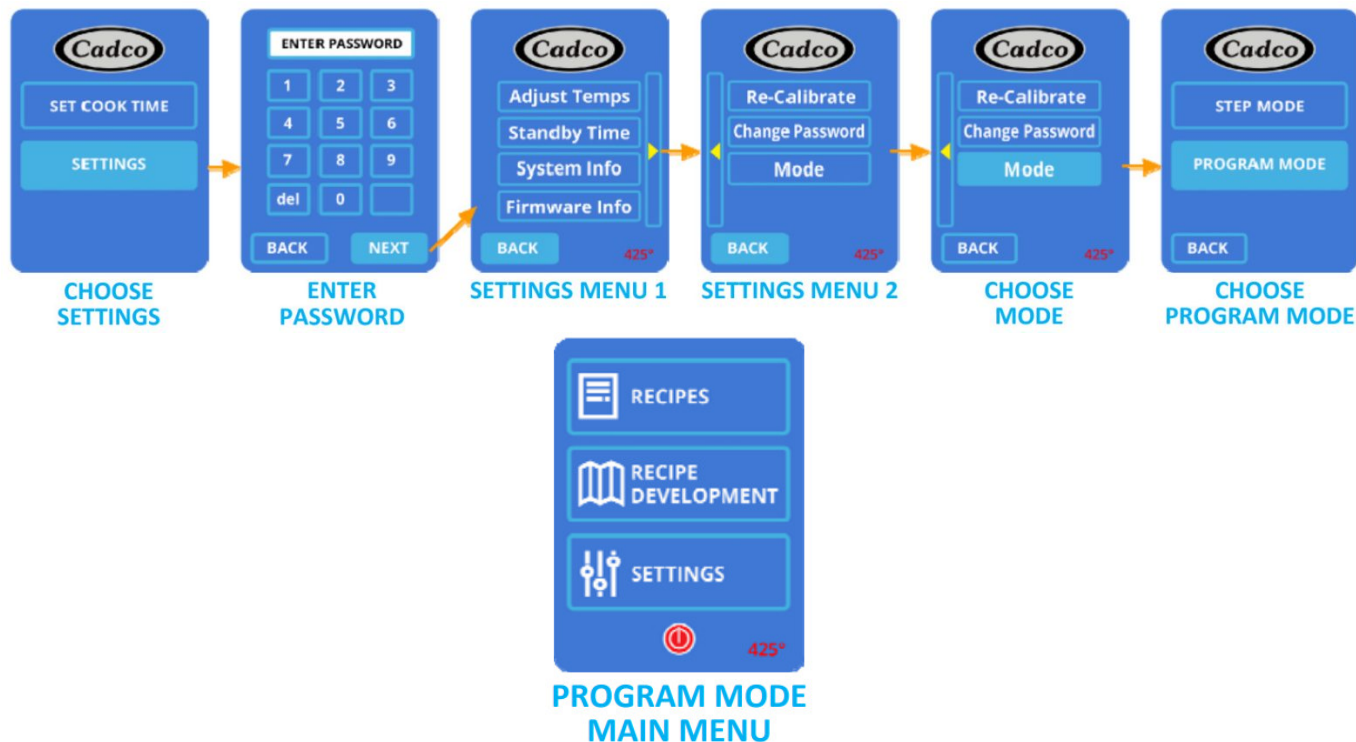 Cadco
SET COOK TIME
SETTINGS
CHOOSE
SETTINGS
ENTER PASSWORD
1 2 3
4 5 6
7 8 9
del 0
BACK NEXT
ENTER
PASSWORD
Cadco
Adjust Temps
Standby Time
System Info
Firmware Info
BACK 425°
SETTINGS MENU 1
Cadco
Re-Calibrate
Change Password
Mode
BACK 425°
SETTINGS MENU 2
Cadco
Re-Calibrate
Change Password
Mode
BACK 425°
CHOOSE
MODE
Cadco
STEP MODE
PROGRAM MODE
BACK
CHOOSE
PROGRAM MODE
RECIPES
RECIPE
DEVELOPMENT
SETTINGS
425°
PROGRAM MODE
MAIN MENU